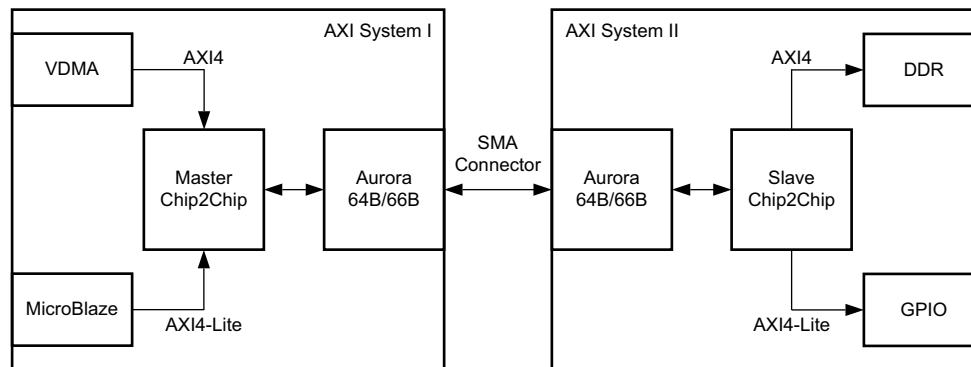 AXI System I
AXI System II
VDMA
AXI4
AXI4
DDR
Master
Chip2Chip
Aurora
64B/66B
SMA
Connector
Aurora
64B/66B
Slave
Chip2Chip
MicroBlaze
AXI4-Lite
AXI4-Lite
GPIO